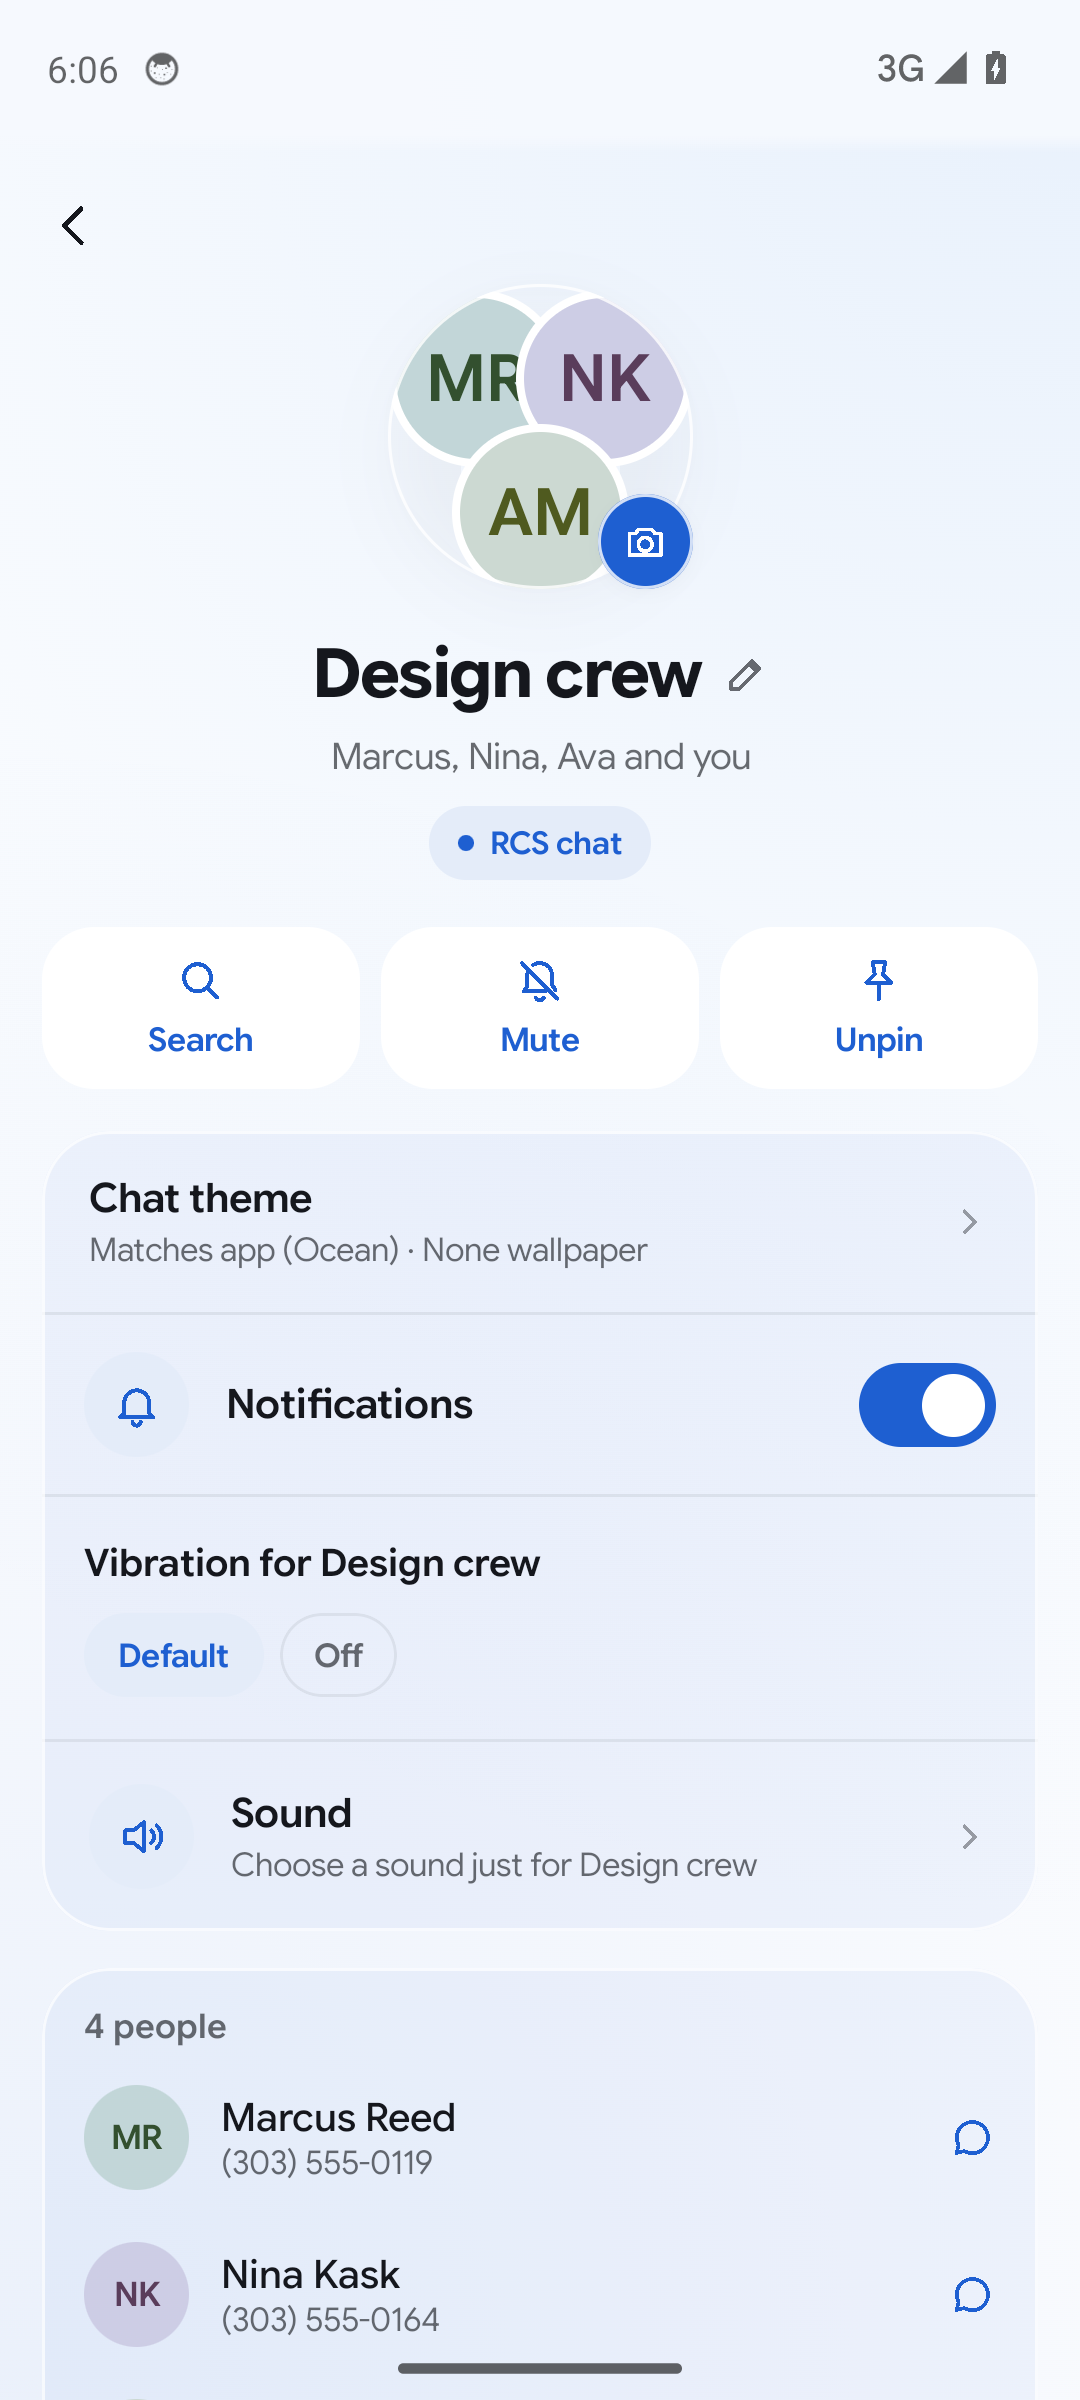 6:06
3G
MR
NK
AM
Design crew
Marcus, Nina, Ava and you
RCS chat
Search
Mute
Unpin
Chat theme
Matches app (Ocean) · None wallpaper
Notifications
Vibration for Design crew
Default
Off
Sound
Choose a sound just for Design crew
4 people
MR
Marcus Reed
(303) 555-0119
NK
Nina Kask
(303) 555-0164